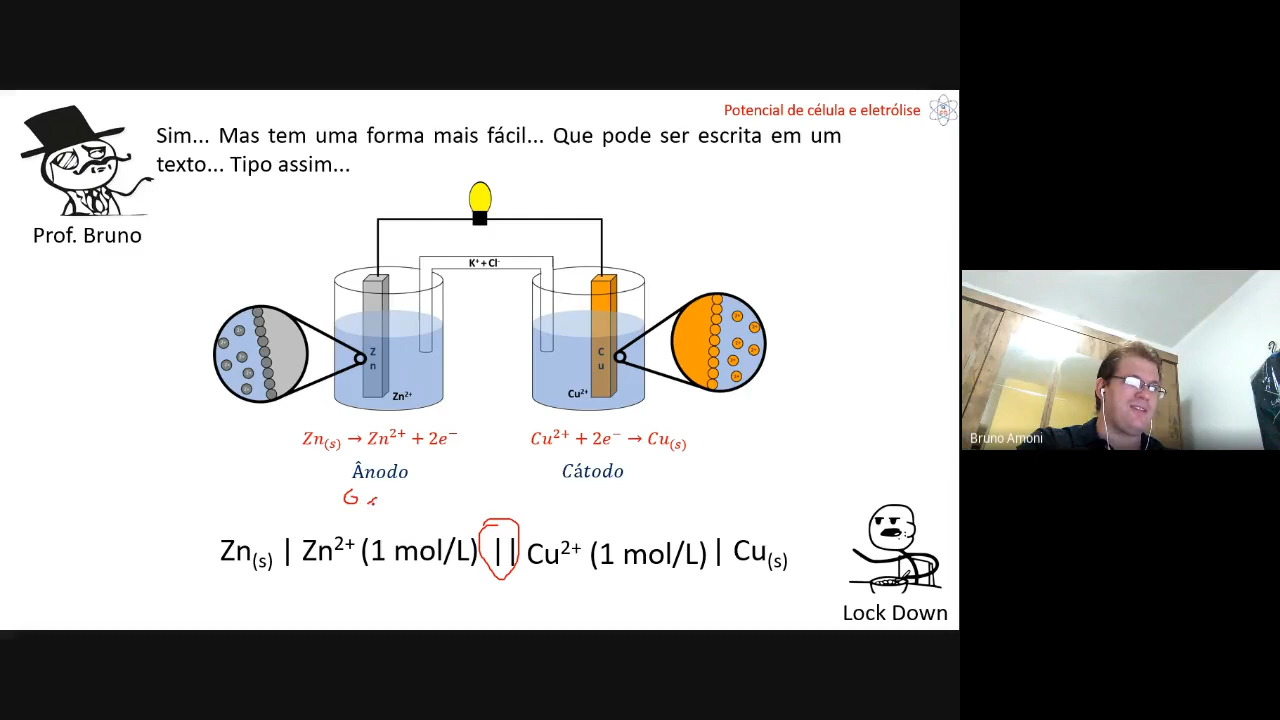 Potencial de célula e eletrólise
Sim... Mas tem uma forma mais fácil... Que pode ser escrita em um
texto... Tipo assim...
Prof. Bruno
K⁺ + Cl⁻
Zn
Cu
Zn²⁺
Cu²⁺
Zn₍ₛ₎ → Zn²⁺ + 2e⁻
Cu²⁺ + 2e⁻ → Cu₍ₛ₎
Ânodo
Cátodo
Zn₍ₛ₎ | Zn²⁺ (1 mol/L) || Cu²⁺ (1 mol/L) | Cu₍ₛ₎
Lock Down
Bruno Amoni